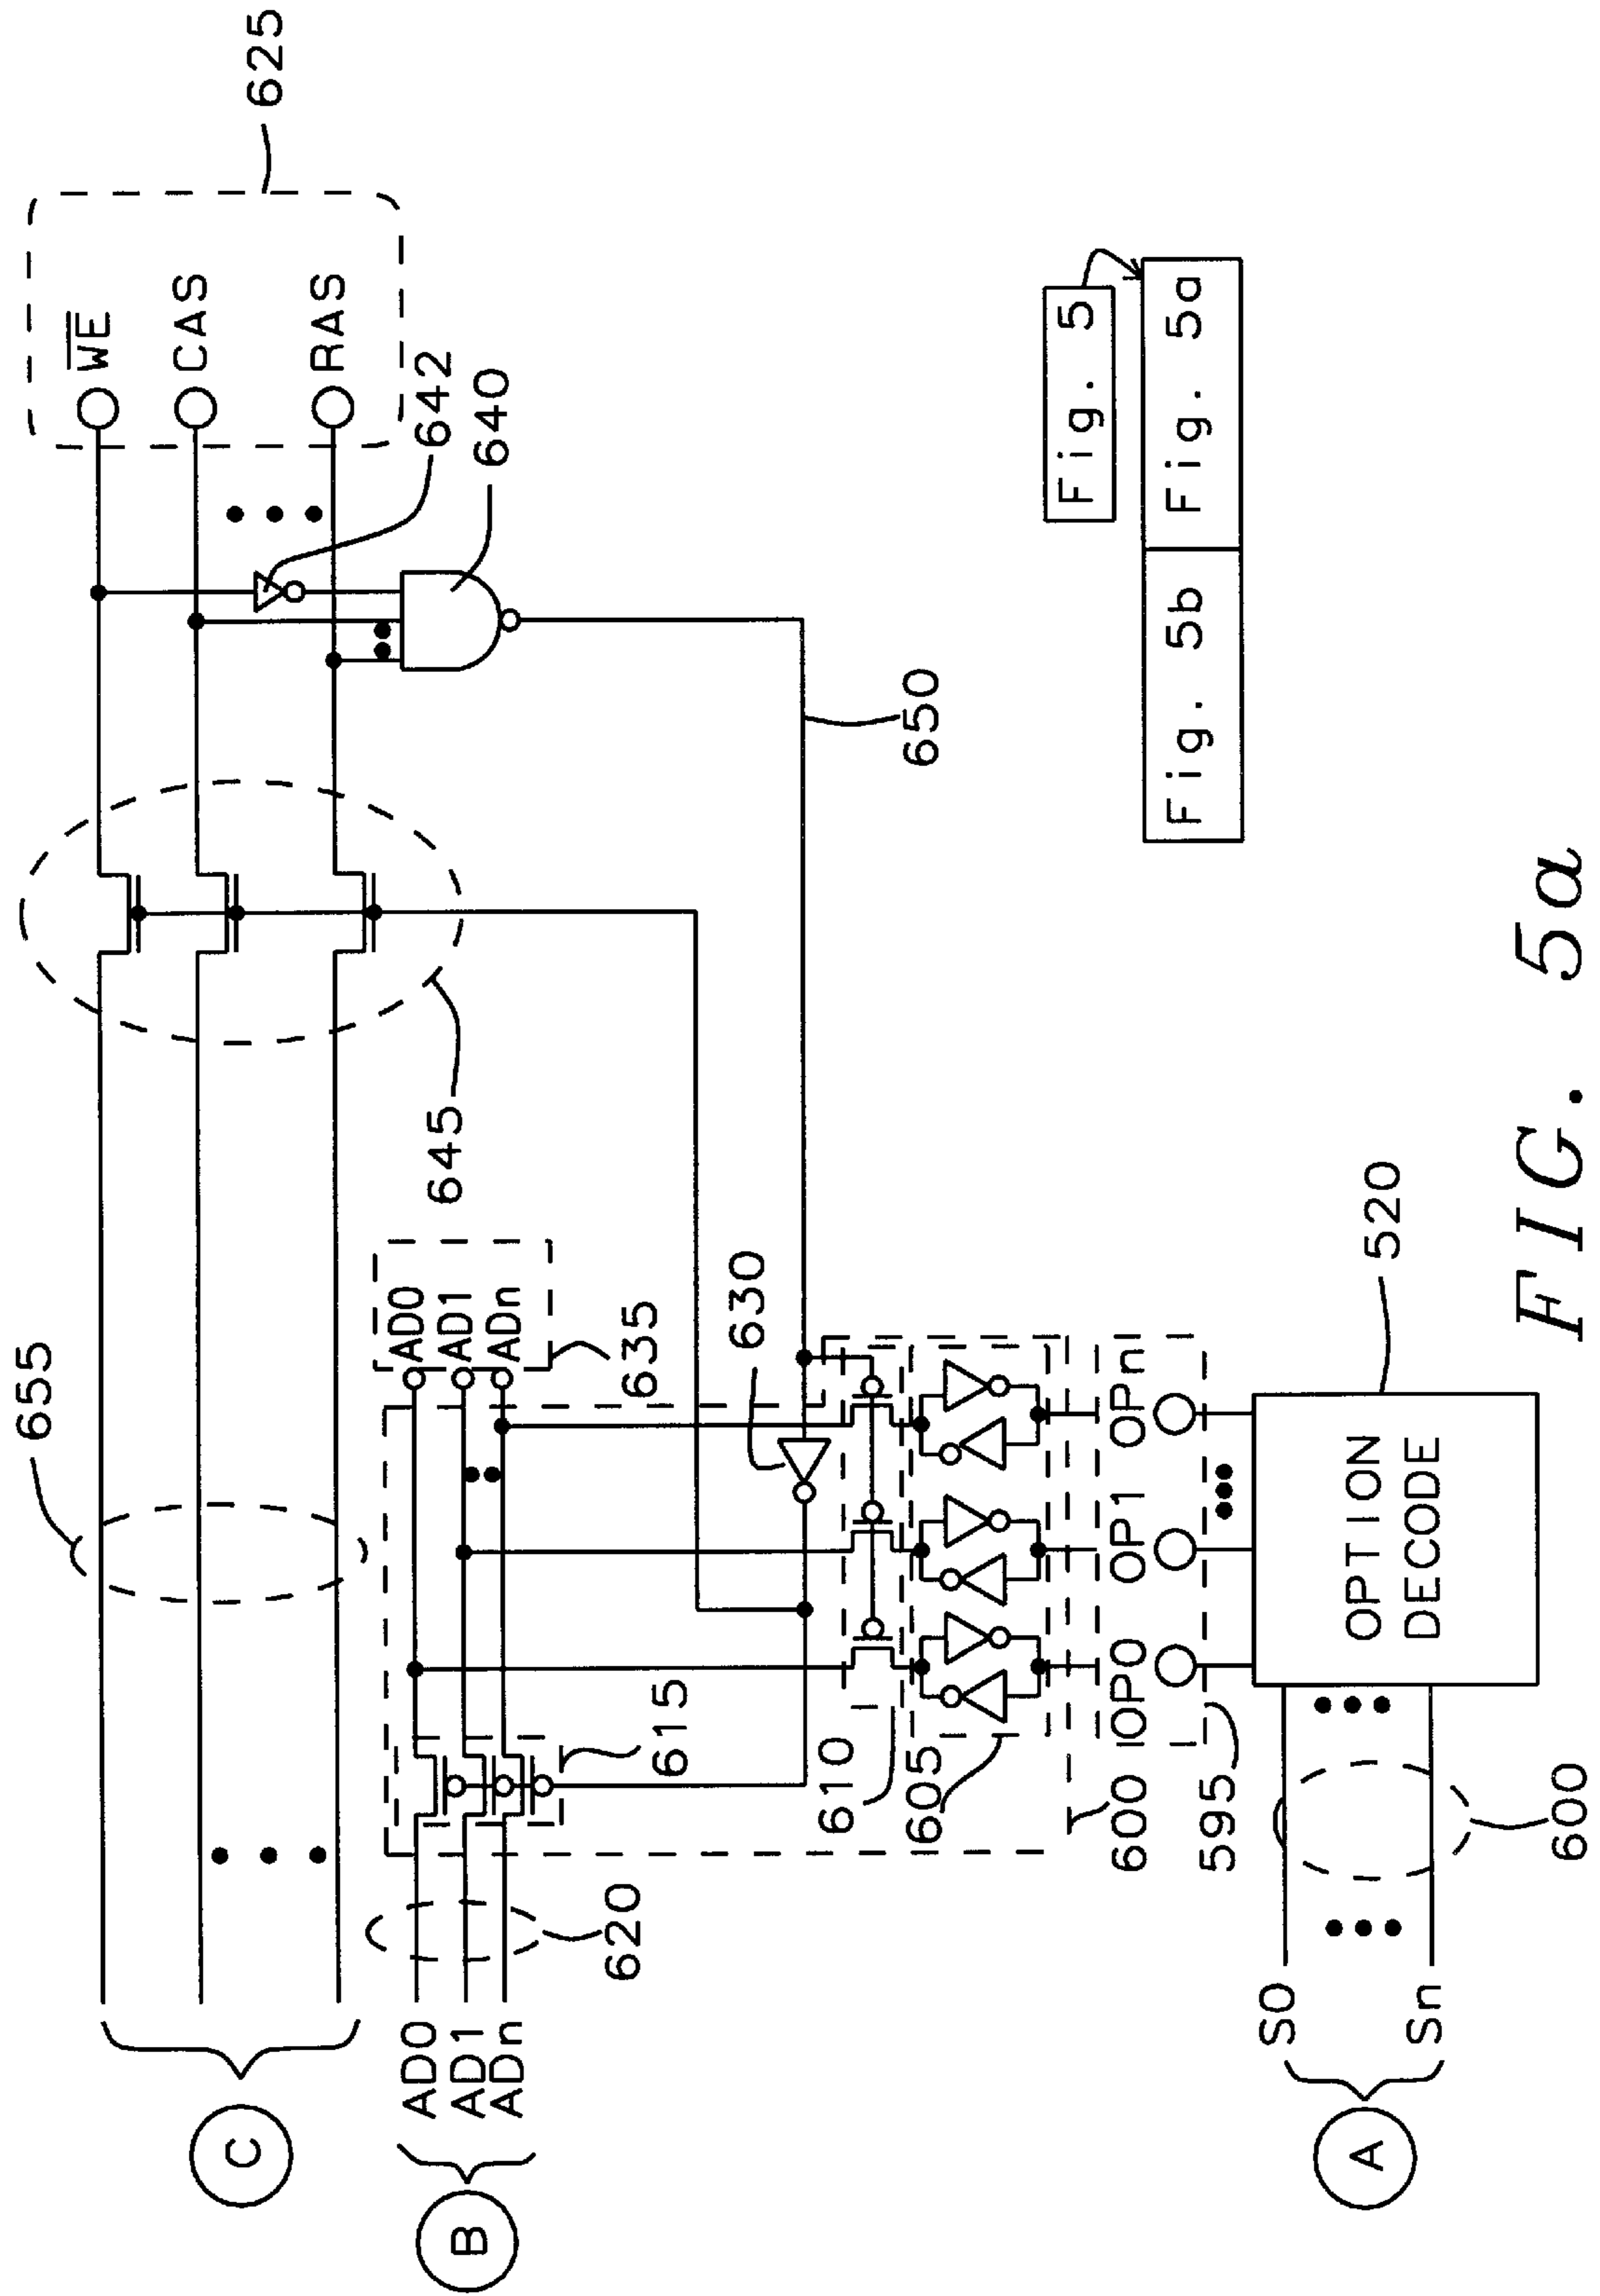 625
WE
CAS
RAS
642
640
645
650
655
AD0
AD1
ADn
635
630
620
AD0
AD1
ADn
615
610
605
600
595
OP0
OP1
OPn
OPTION
DECODE
520
600
S0
Sn
C
B
A
Fig. 5
Fig. 5b
Fig. 5a
FIG. 5a